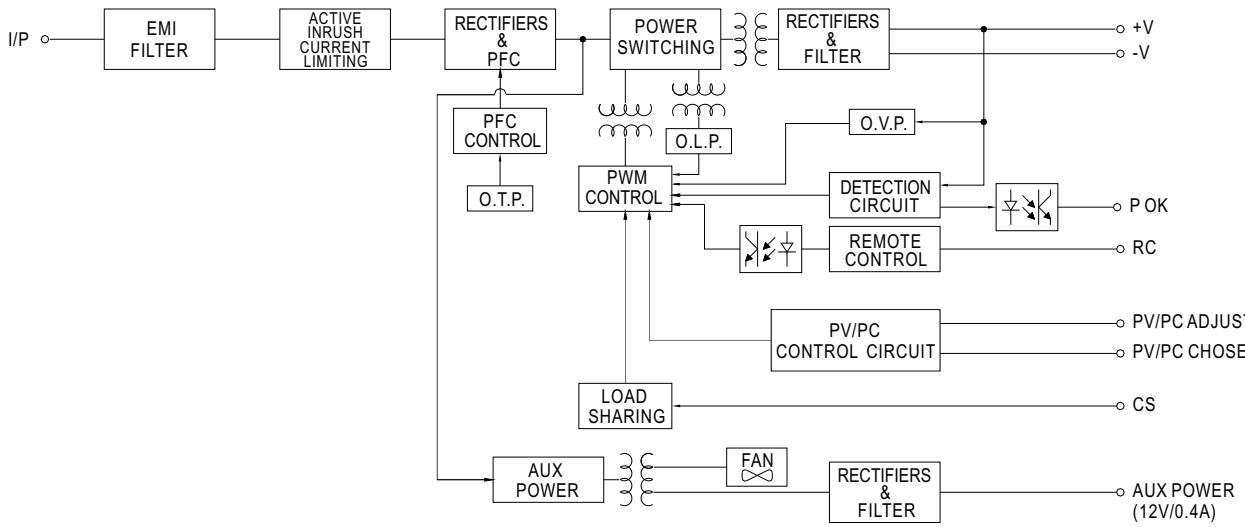 I/P
EMI
FILTER
ACTIVE
INRUSH
CURRENT
LIMITING
RECTIFIERS
&
PFC
POWER
SWITCHING
RECTIFIERS
&
FILTER
+V
-V
PFC
CONTROL
O.T.P.
O.L.P.
O.V.P.
PWM
CONTROL
DETECTION
CIRCUIT
P OK
REMOTE
CONTROL
RC
PV/PC
CONTROL CIRCUIT
PV/PC ADJUST
PV/PC CHOSE
LOAD
SHARING
CS
AUX
POWER
FAN
RECTIFIERS
&
FILTER
AUX POWER
(12V/0.4A)